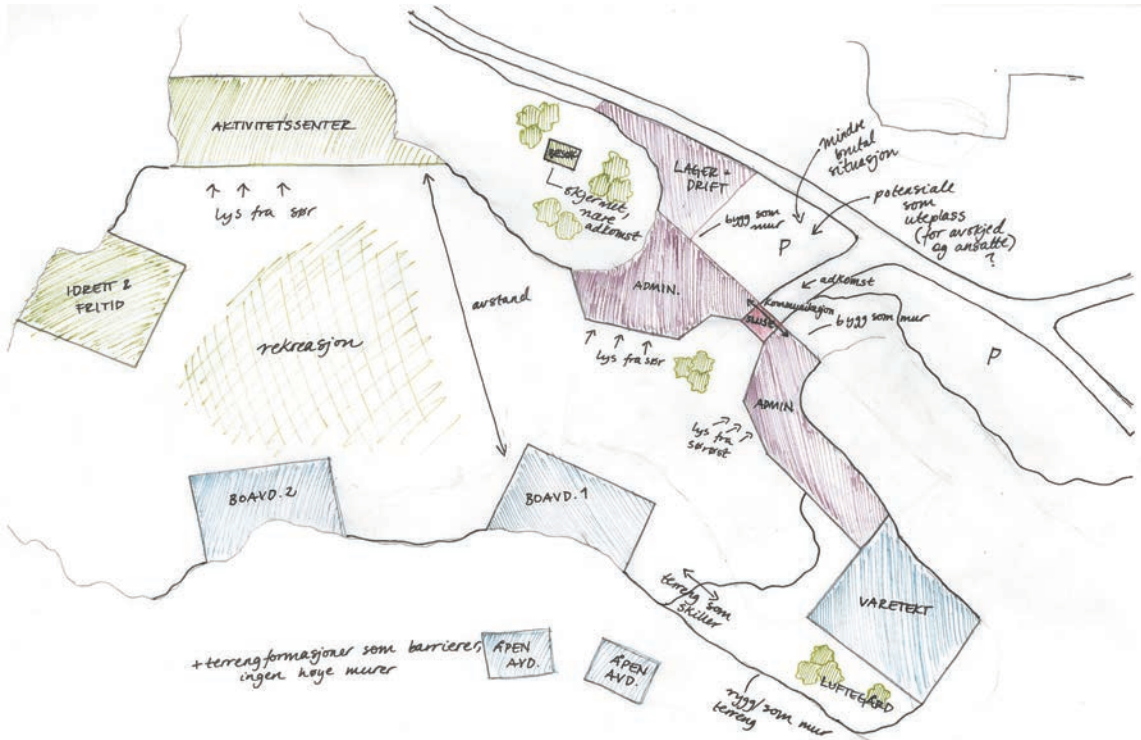 AKTIVITETSSENTER
↑ ↑ ↑
lys fra sør
IDRETT &
FRITID
rekreasjon
avstand
BESØK
skjermet,
nære
adkomst
LAGER +
DRIFT
bygg som
mur
mindre
brutal
situasjon
potensiale
som
uteplass
(for avskjed
og ansatte)
?
P
ADMIN.
lys fra sør
adkomst
kommunikasjon
SLUSE
bygg som mur
P
ADMIN
lys fra
sørøst
BOAVD. 2
BOAVD. 1
terreng som
skiller
VARETEKT
+ terrengformasjoner som barrierer,
ingen høye murer
ÅPEN
AVD.
ÅPEN
AVD.
LUFTEGÅRD
rygg/som mur
terreng